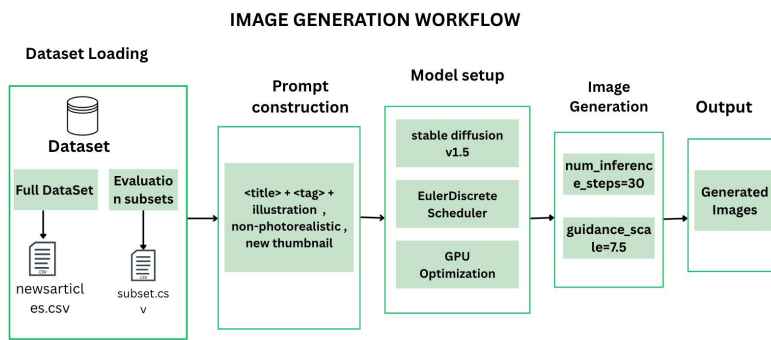 IMAGE GENERATION WORKFLOW
Dataset Loading
Dataset
Full DataSet
Evaluatio
n subsets
.CSV
newsarticl
es.csv
.CSV
subset.cs
v
Prompt
construction
<title> + <tag> +
illustration ,
non-photorealistic ,
new thumbnail
Model setup
stable diffusion
v1.5
EulerDiscrete
Scheduler
GPU
Optimization
Image
Generation
num_inferenc
e_steps=30
guidance_sca
le=7.5
Output
Generated
Images